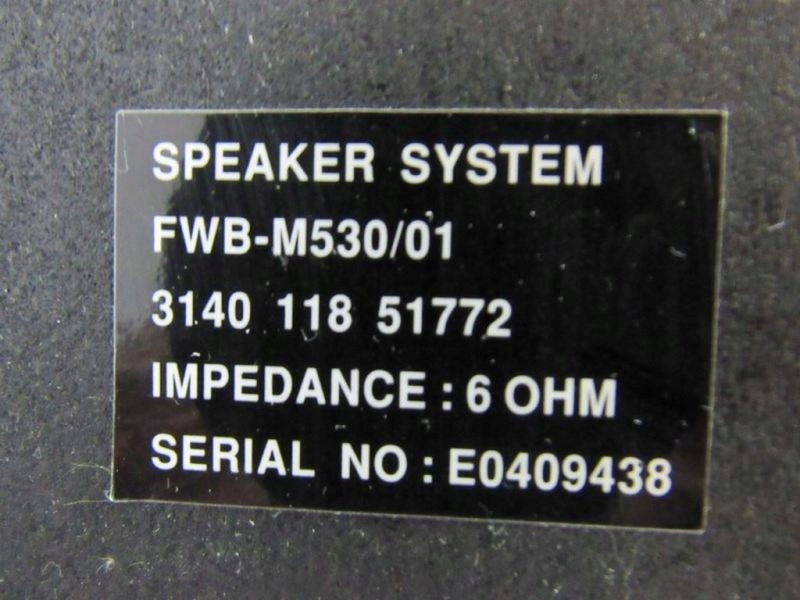 SPEAKER SYSTEM
FWB-M530/01
3140 118 51772
IMPEDANCE : 6 OHM
SERIAL NO : E0409438